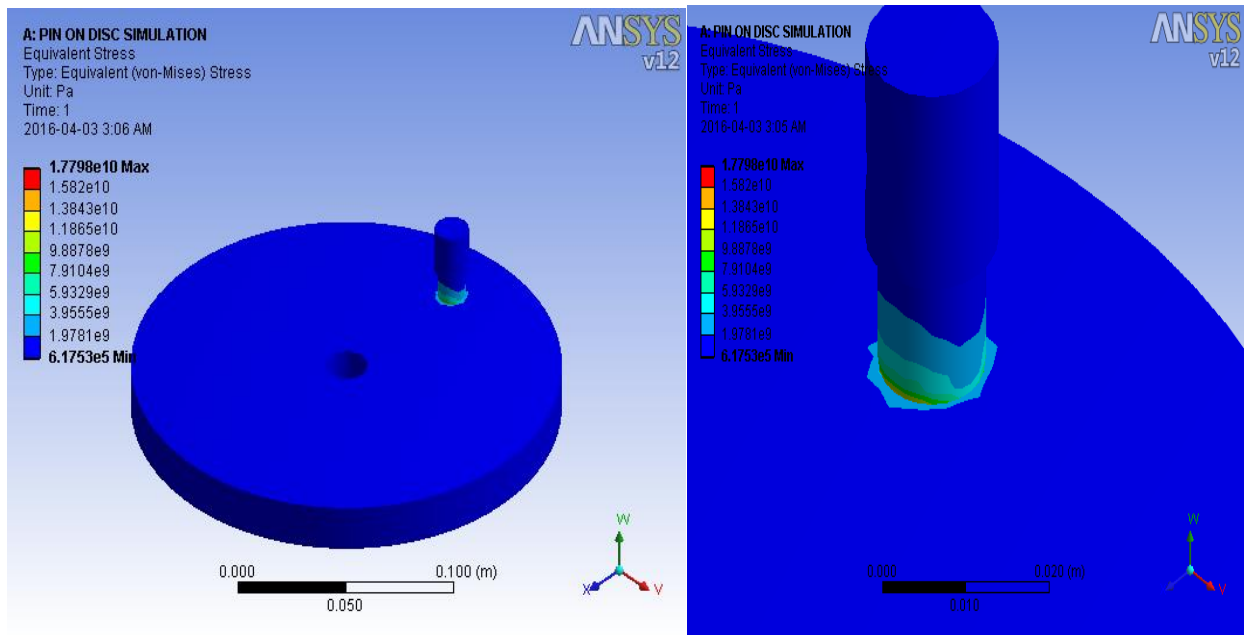 A: PIN ON DISC SIMULATION
Equivalent Stress
Type: Equivalent (von-Mises) Stress
Unit: Pa
Time: 1
2016-04-03 3:06 AM
ANSYS
v12
1.7798e10 Max
1.582e10
1.3843e10
1.1865e10
9.8878e9
7.9104e9
5.9329e9
3.9555e9
1.9781e9
6.1753e5 Min
0.000
0.100 (m)
0.050
W
X
V
A: PIN ON DISC SIMULATION
Equivalent Stress
Type: Equivalent (von-Mises) Stress
Unit: Pa
Time: 1
2016-04-03 3:05 AM
ANSYS
v12
1.7798e10 Max
1.582e10
1.3843e10
1.1865e10
9.8878e9
7.9104e9
5.9329e9
3.9555e9
1.9781e9
6.1753e5 Min
0.000
0.020 (m)
0.010
W
V